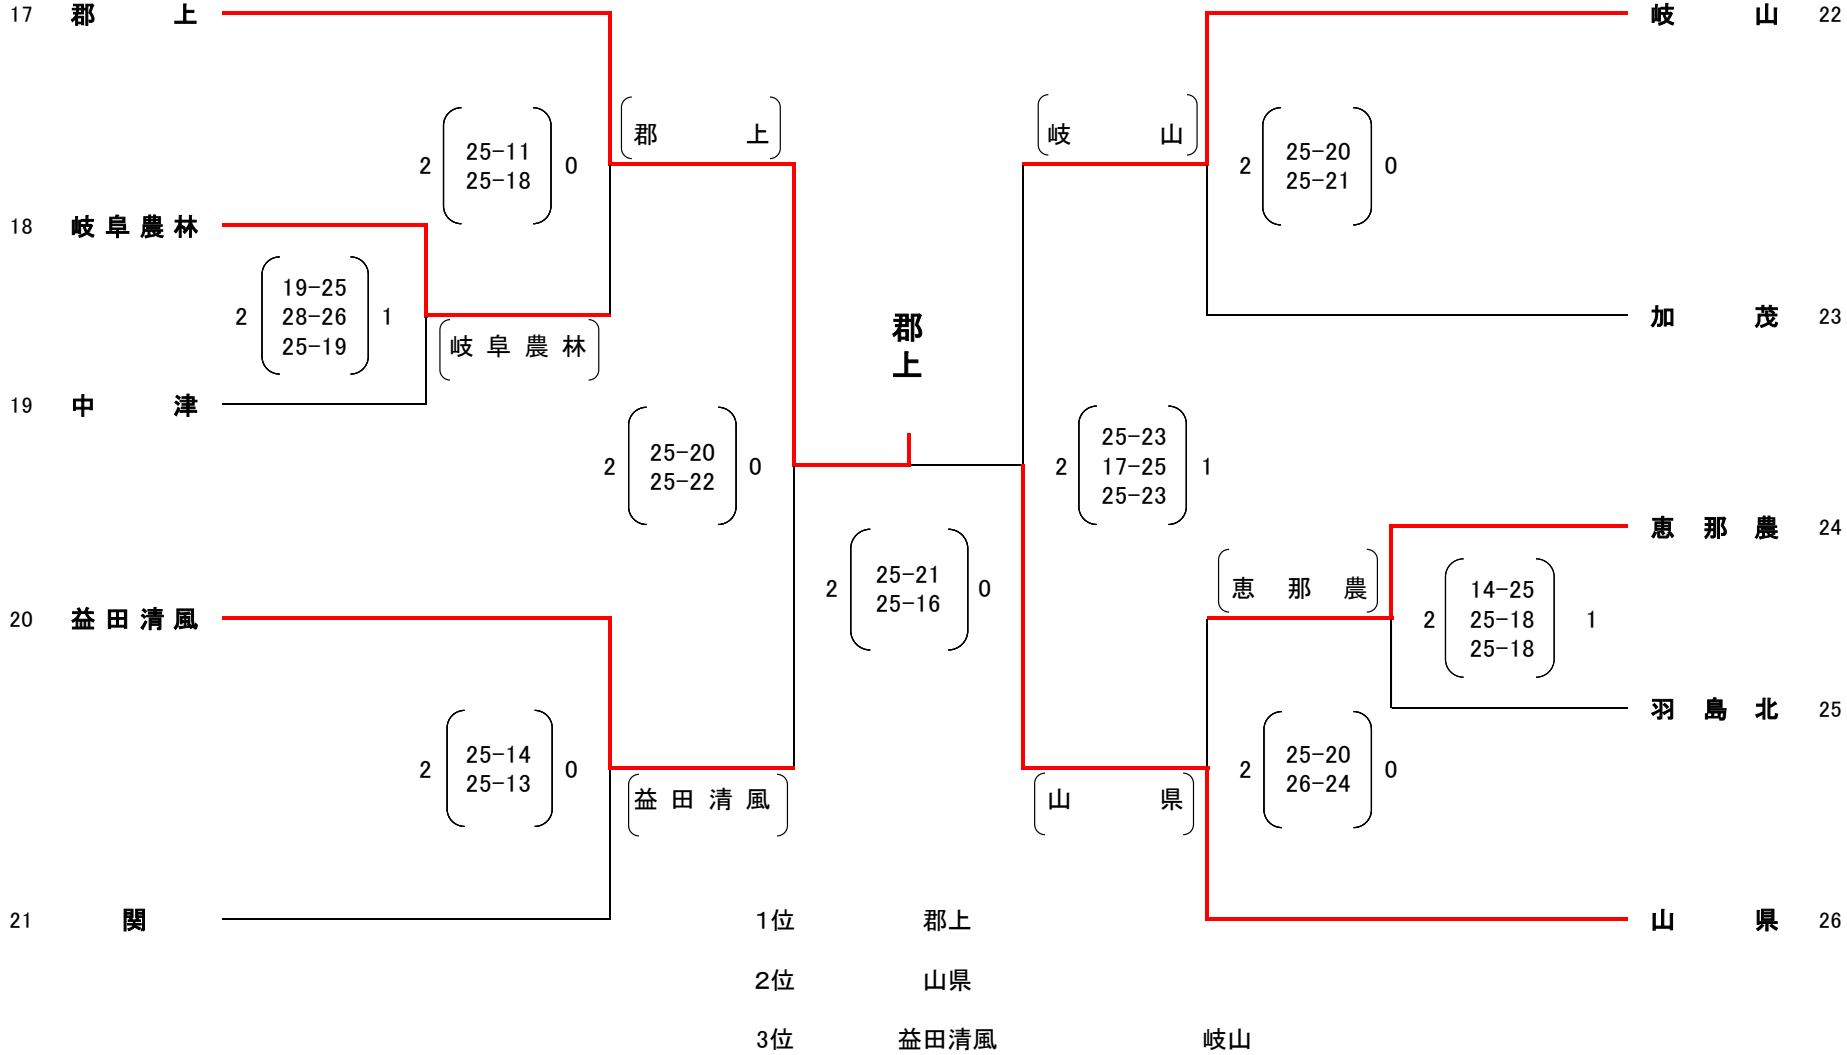 17 郡上
岐山 22
郡上
岐山
2 25-11 0
25-18
2 25-20 0
25-21
18 岐阜農林
2 19-25 1
28-26
25-19
岐阜農林
加茂 23
19 中津
郡上
2 25-20 0
25-22
2 25-23 1
17-25
25-23
恵那農 24
恵那農
2 14-25 1
25-18
25-18
2 25-21 0
25-16
20 益田清風
羽島北 25
2 25-14 0
25-13
益田清風
山県
2 25-20 0
26-24
21 関
山県 26
1位 郡上
2位 山県
3位 益田清風 岐山